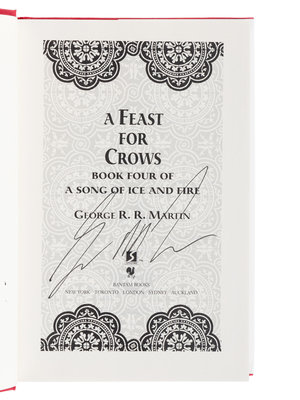 A FEAST
FOR
CROWS
BOOK FOUR OF
A SONG OF ICE AND FIRE
GEORGE R. R. MARTIN
BANTAM BOOKS
NEW YORK TORONTO LONDON SYDNEY AUCKLAND